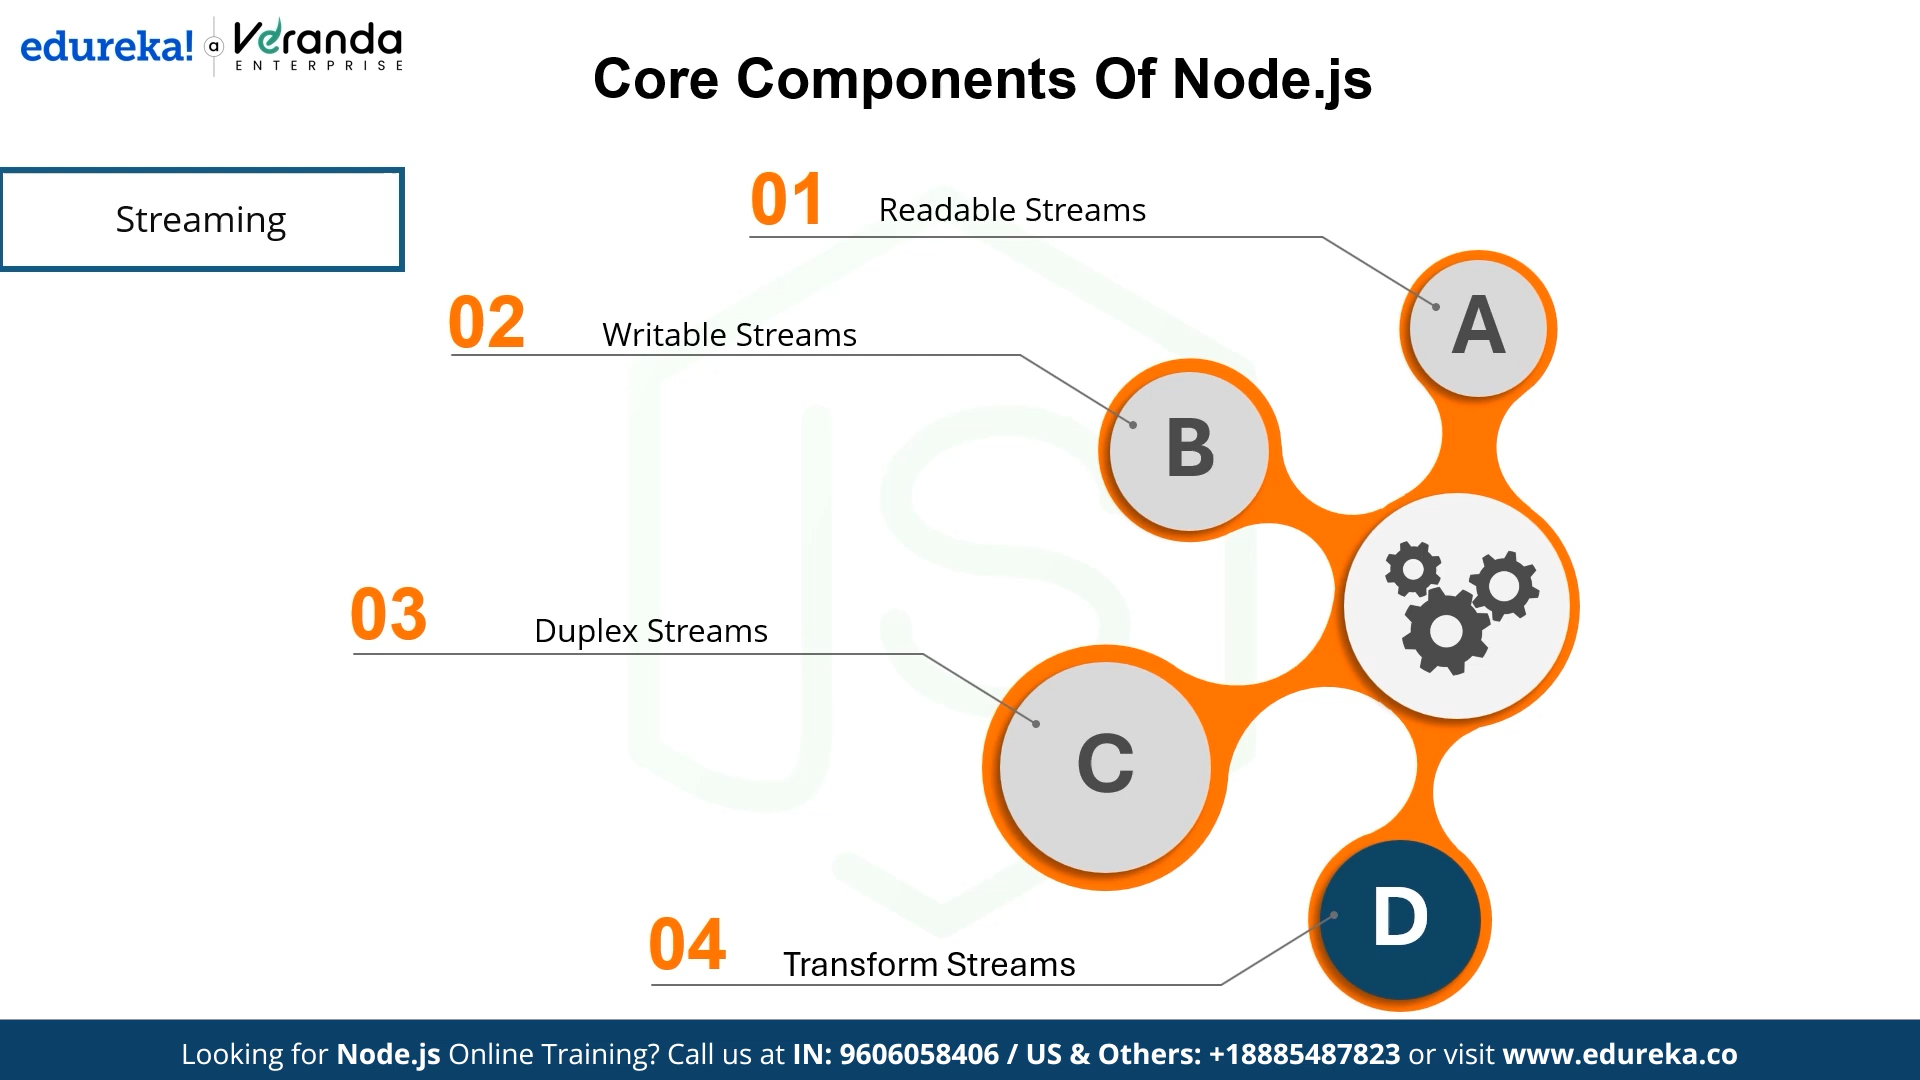 edureka!
a
Veranda
ENTERPRISE
Core Components Of Node.js
Streaming
01 Readable Streams
A
02 Writable Streams
B
03 Duplex Streams
C
04 Transform Streams
D
JS
Looking for Node.js Online Training? Call us at IN: 9606058406 / US & Others: +18885487823 or visit www.edureka.co